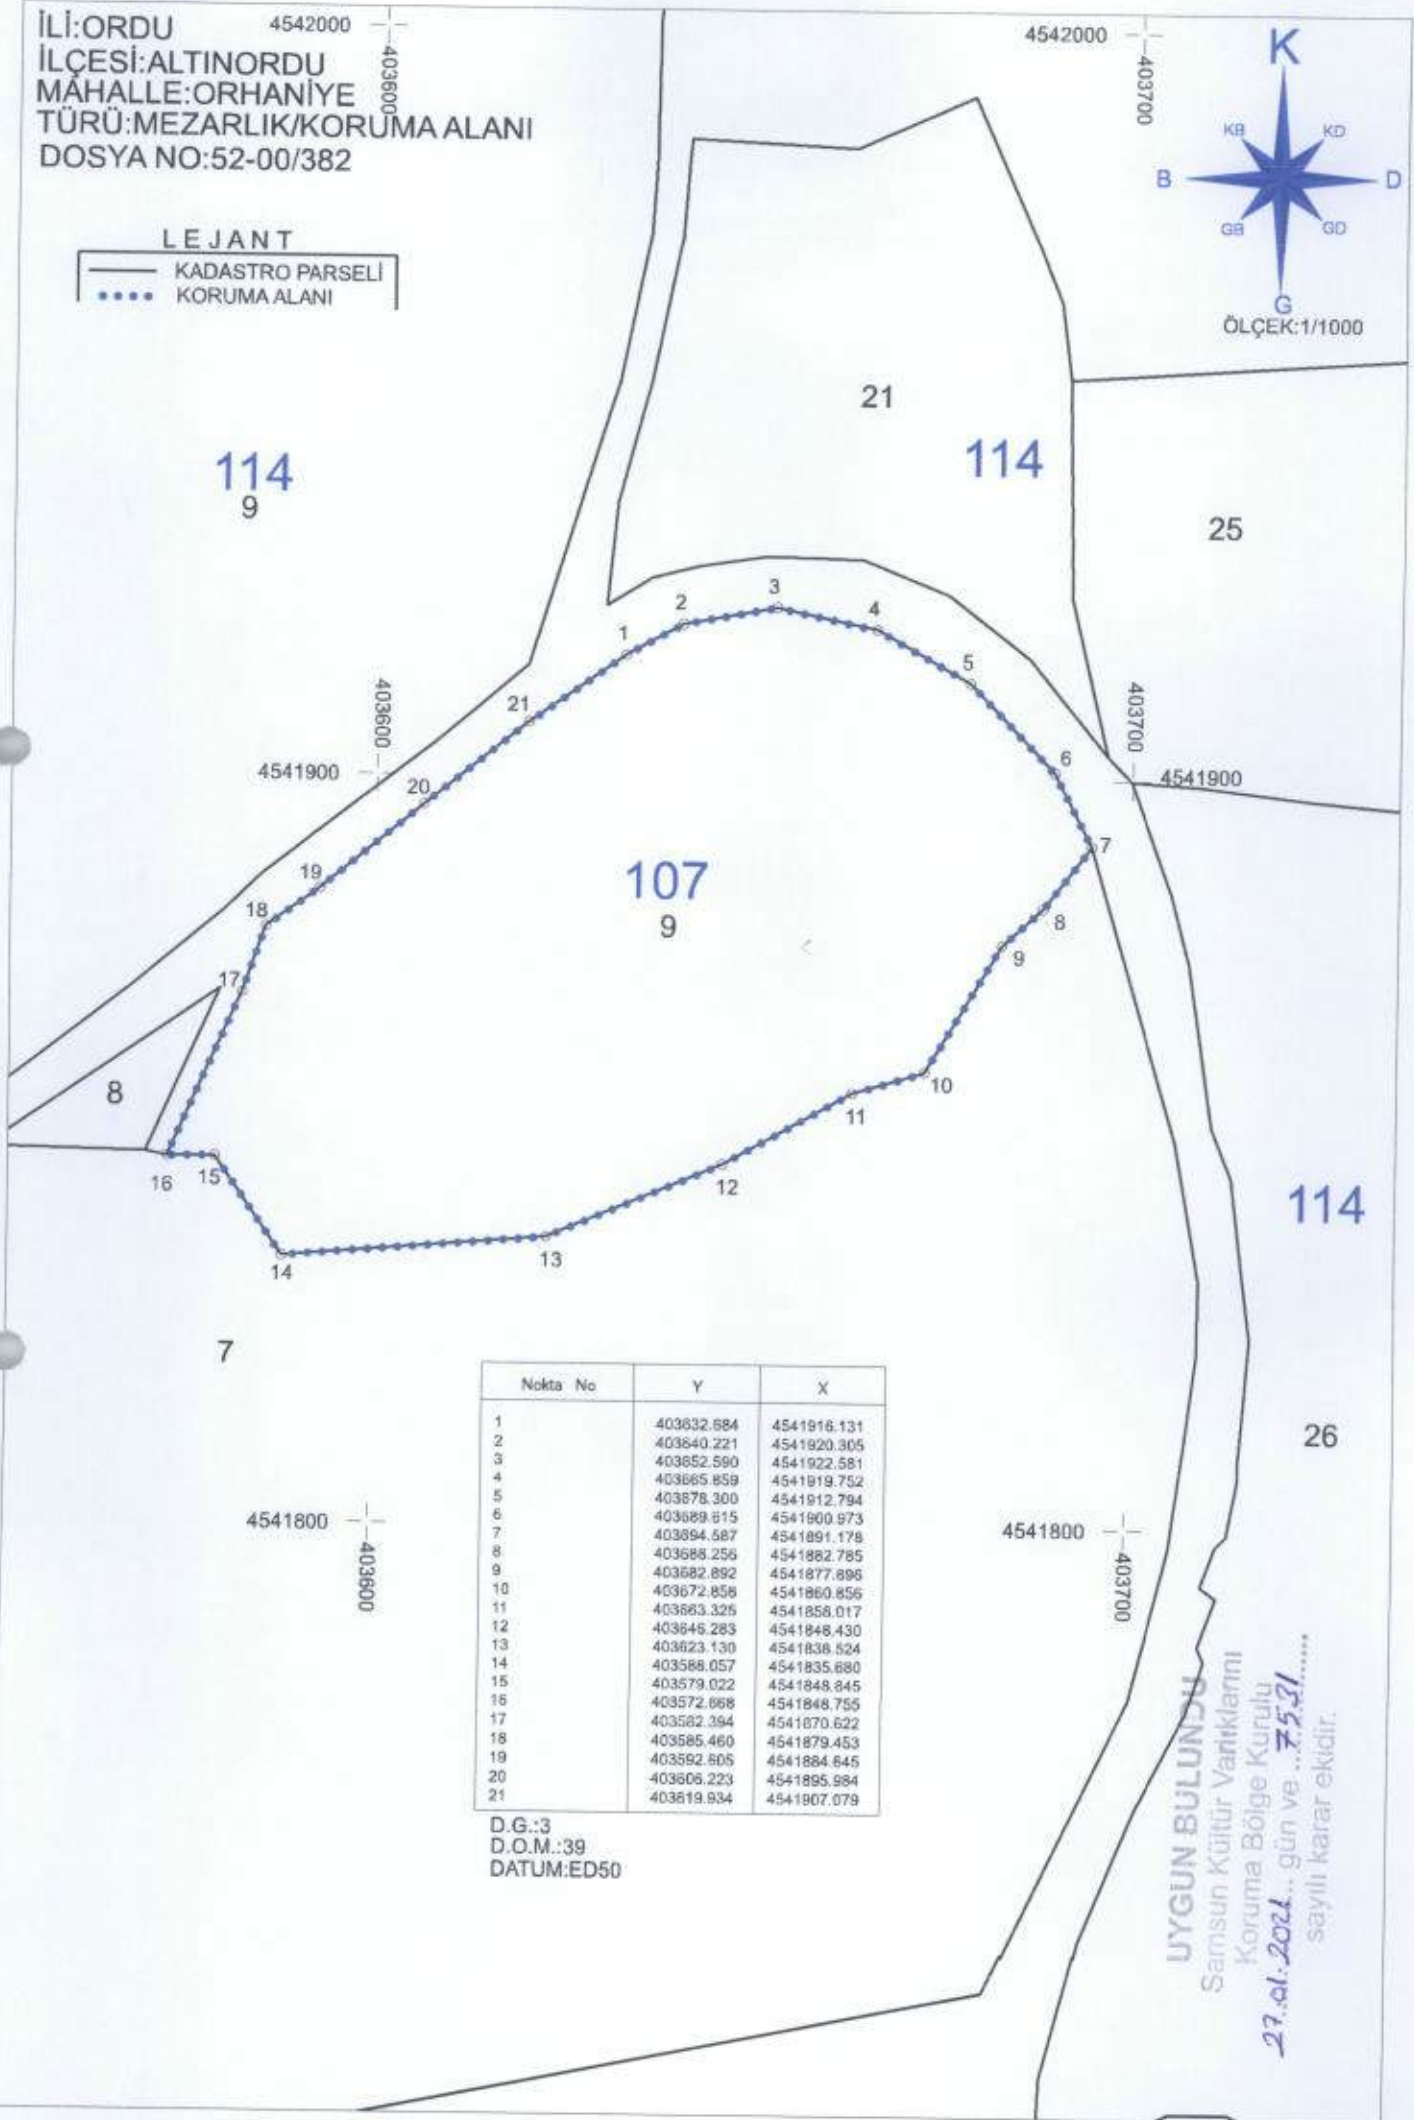 İLİ:ORDU
İLÇESİ:ALTINORDU
MAHALLE:ORHANİYE
TÜRÜ:MEZARLIK/KORUMA ALANI
DOSYA NO:52-00/382
4542000
403600
4542000
403700
K
KB
KD
B
D
GB
GD
G
ÖLÇEK:1/1000
LEJANT
KADASTRO PARSELİ
KORUMA ALANI
21
114
9
114
25
3
2
4
1
5
21
6
20
7
19
8
18
9
17
10
11
12
13
14
15
16
403600
4541900
403700
4541900
107
9
8
7
114
26
4541800
403600
4541800
403700
Nokta No Y X
1 403632.684 4541916.131
2 403640.221 4541920.305
3 403652.590 4541922.581
4 403665.859 4541919.752
5 403678.300 4541912.794
6 403689.615 4541900.973
7 403694.587 4541891.178
8 403688.256 4541882.785
9 403682.892 4541877.896
10 403672.858 4541860.856
11 403663.326 4541858.017
12 403646.283 4541848.430
13 403623.130 4541838.524
14 403588.057 4541835.680
15 403579.022 4541848.845
16 403572.668 4541848.755
17 403582.394 4541870.622
18 403585.460 4541879.453
19 403592.605 4541884.645
20 403606.223 4541895.984
21 403619.934 4541907.079
D.G.:3
D.O.M.:39
DATUM:ED50
UYGUN BULUNDU
Samsun Kültür Varlıklarını
Koruma Bölge Kurulu
27.01.2021.. gün ve ...7531.......
sayılı karar ekidir.